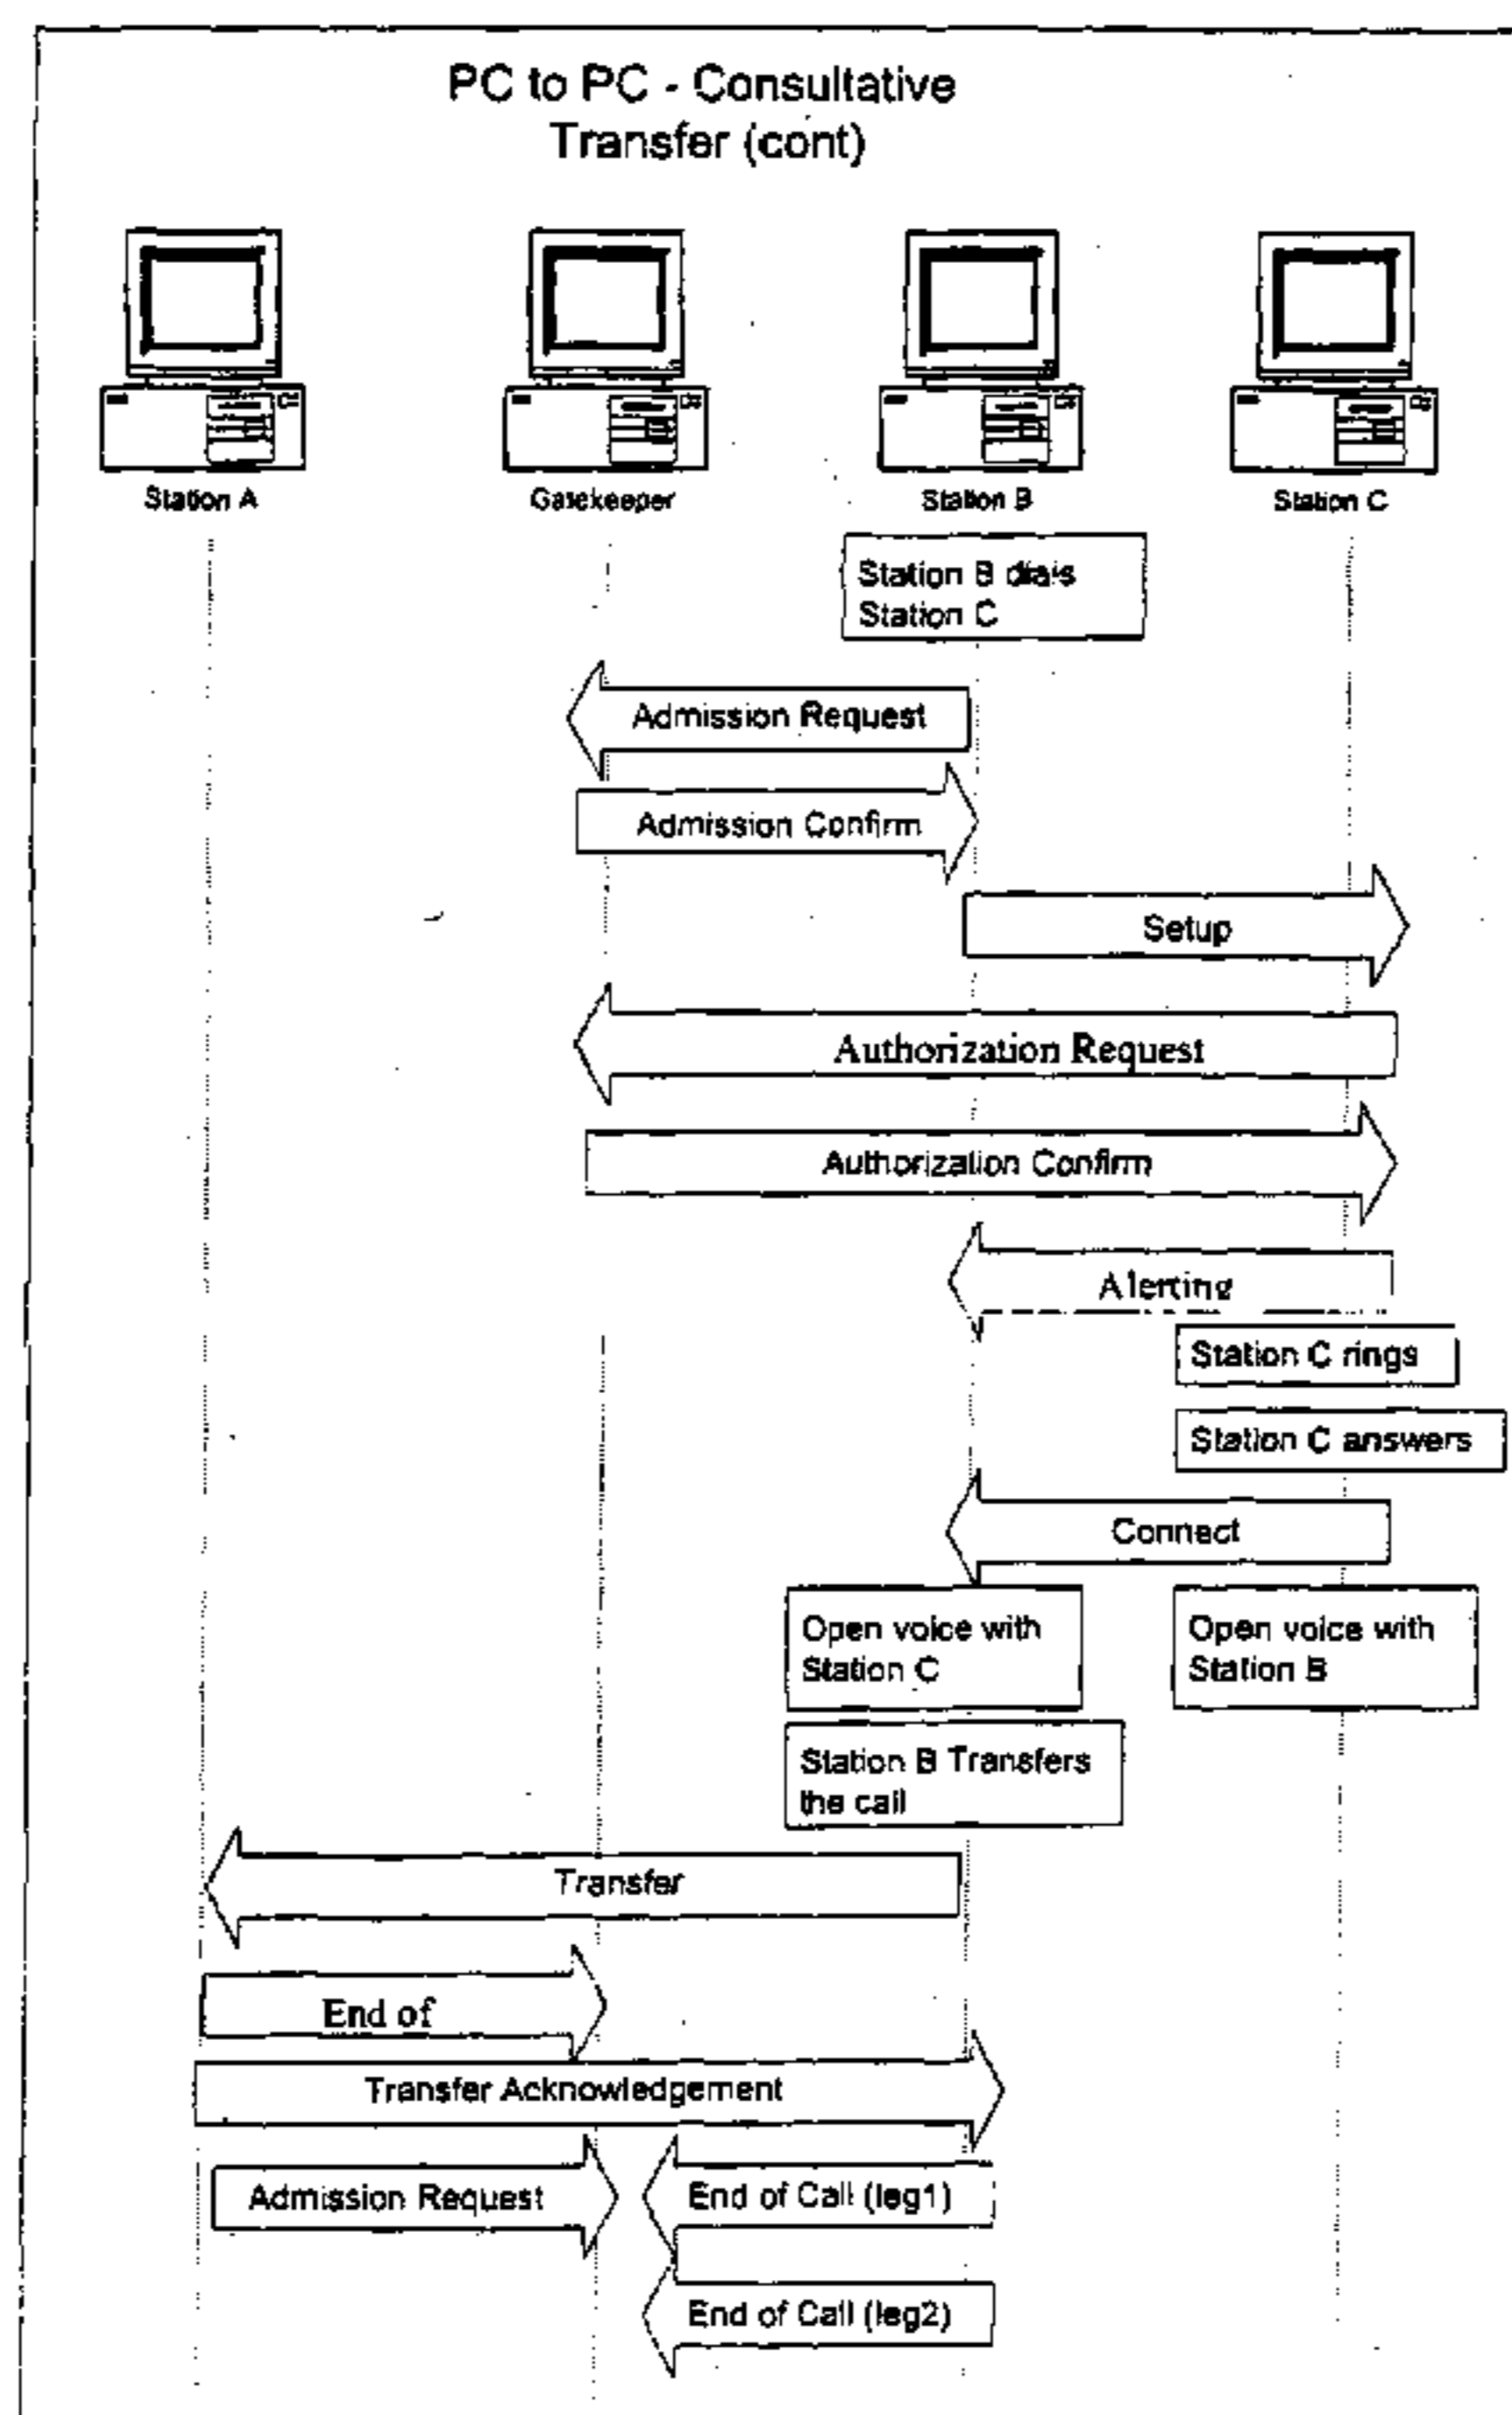 PC to PC - Consultative
Transfer (cont)
Station A
Gatekeeper
Station B
Station C
Station B dials
Station C
Admission Request
Admission Confirm
Setup
Authorization Request
Authorization Confirm
Alerting
Station C rings
Station C answers
Connect
Open voice with
Station C
Open voice with
Station B
Station B Transfers
the call
Transfer
End of
Transfer Acknowledgement
Admission Request
End of Call (leg1)
End of Call (leg2)